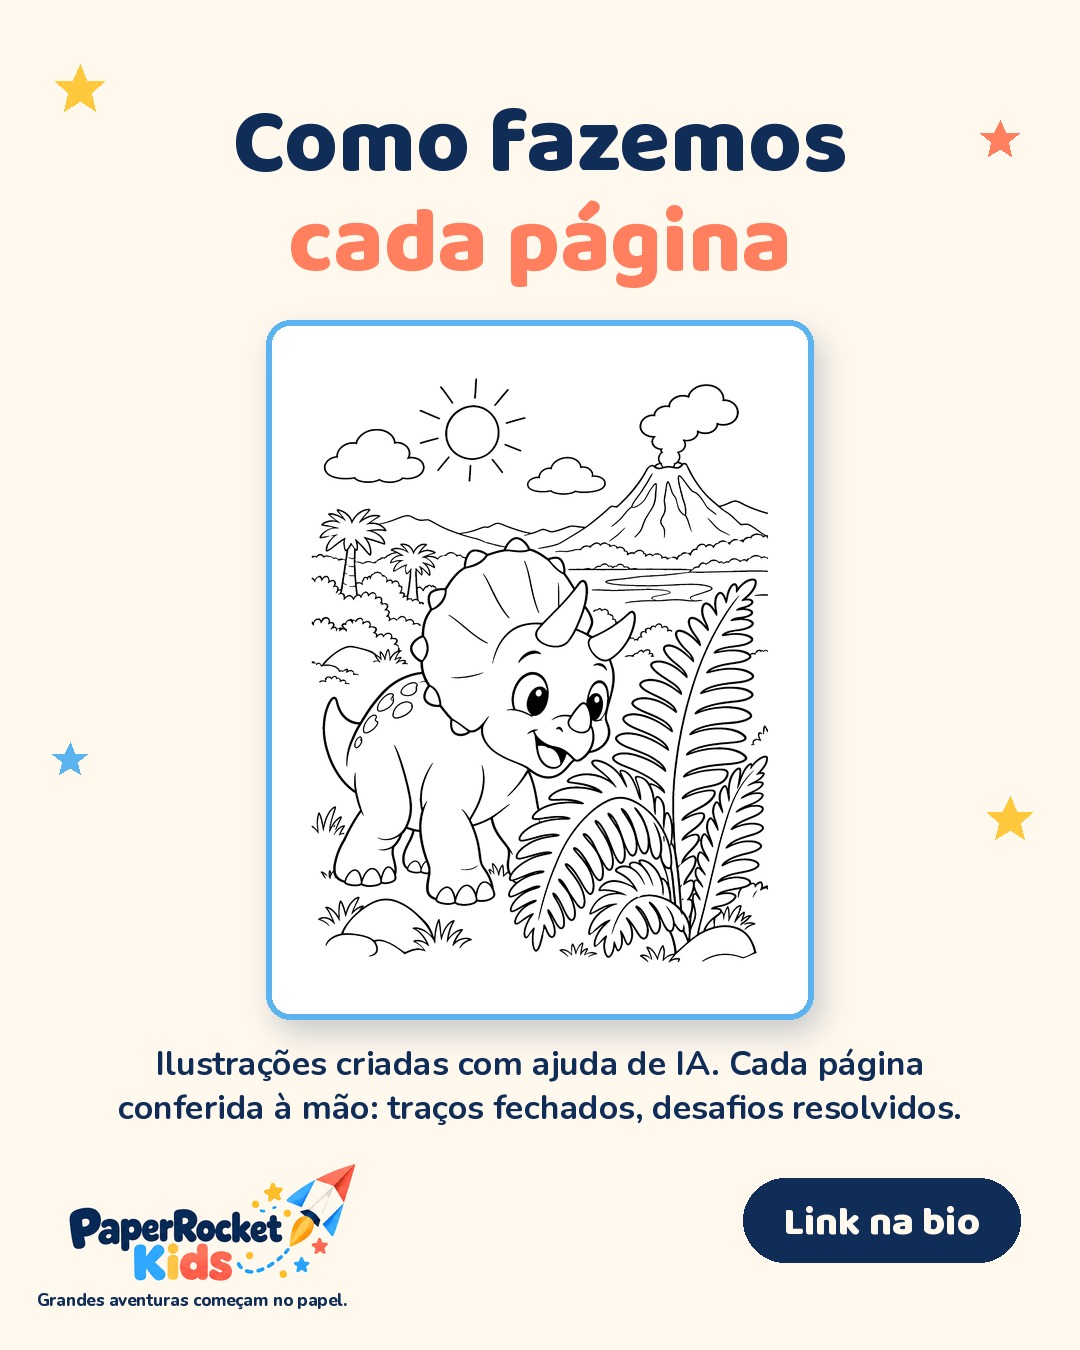 Como fazemos
cada página
Ilustrações criadas com ajuda de IA. Cada página
conferida à mão: traços fechados, desafios resolvidos.
PaperRocket
Kids
Grandes aventuras começam no papel.
Link na bio